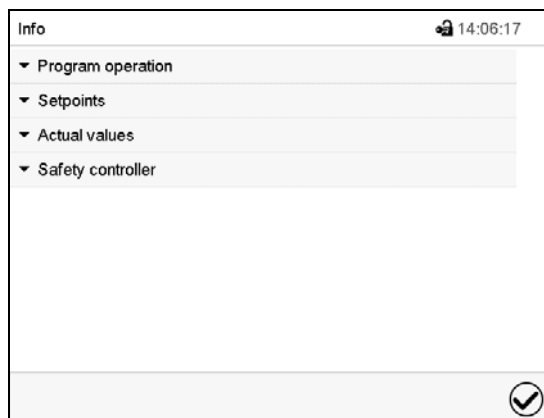 Info 14:06:17
Program operation
Setpoints
Actual values
Safety controller